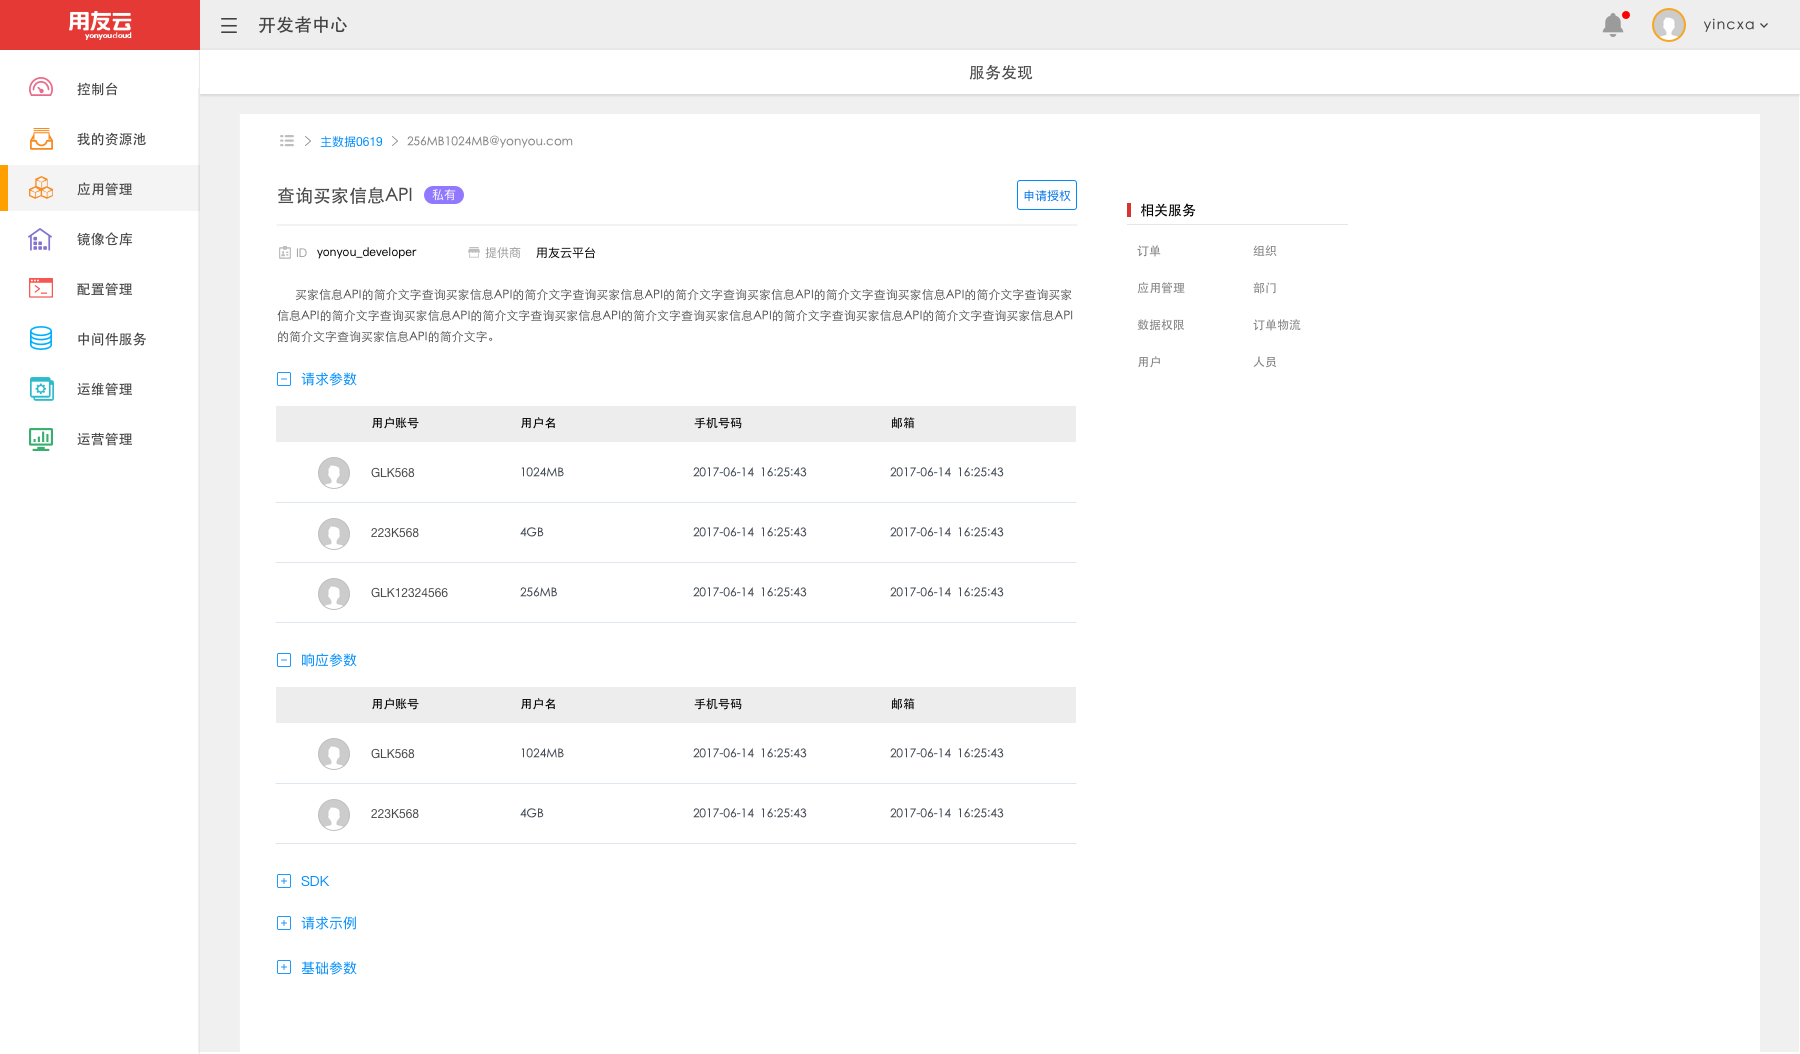 用友云
yonyoucloud
开发者中心
yincxa
服务发现
控制台
我的资源池
应用管理
镜像仓库
配置管理
中间件服务
运维管理
运营管理
主数据0619
256MB1024MB@yonyou.com
查询买家信息API 私有
申请授权
ID yonyou_developer 提供商 用友云平台
买家信息API的简介文字查询买家信息API的简介文字查询买家信息API的简介文字查询买家信息API的简介文字查询买家信息API的简介文字查询买家
信息API的简介文字查询买家信息API的简介文字查询买家信息API的简介文字查询买家信息API的简介文字查询买家信息API的简介文字查询买家信息API
的简介文字查询买家信息API的简介文字。
请求参数
用户账号 用户名 手机号码 邮箱
GLK568 1024MB 2017-06-14 16:25:43 2017-06-14 16:25:43
223K568 4GB 2017-06-14 16:25:43 2017-06-14 16:25:43
GLK12324566 256MB 2017-06-14 16:25:43 2017-06-14 16:25:43
响应参数
用户账号 用户名 手机号码 邮箱
GLK568 1024MB 2017-06-14 16:25:43 2017-06-14 16:25:43
223K568 4GB 2017-06-14 16:25:43 2017-06-14 16:25:43
SDK
请求示例
基础参数
相关服务
订单 组织
应用管理 部门
数据权限 订单物流
用户 人员